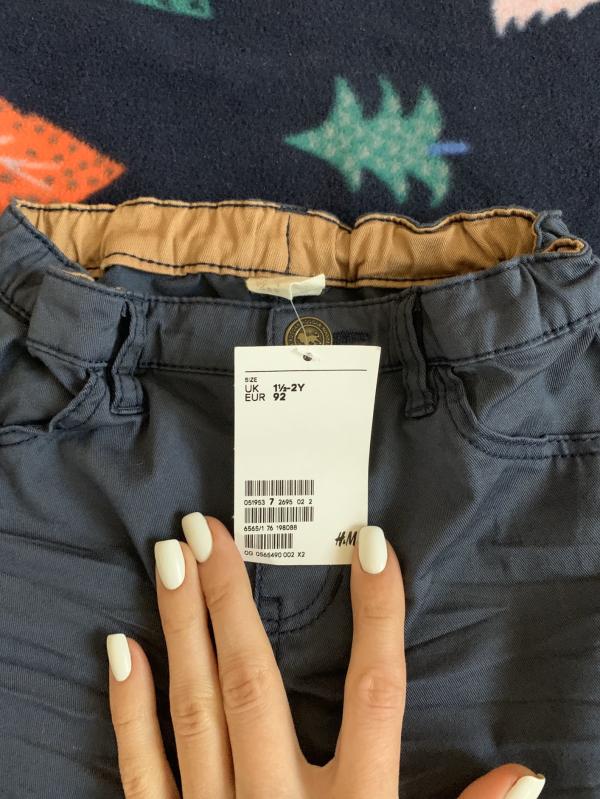 SIZE
UK 1½-2Y
EUR 92
051953 7 2695 02 2
6565/1 76 198088
H&M
OG 0565490 002 X2